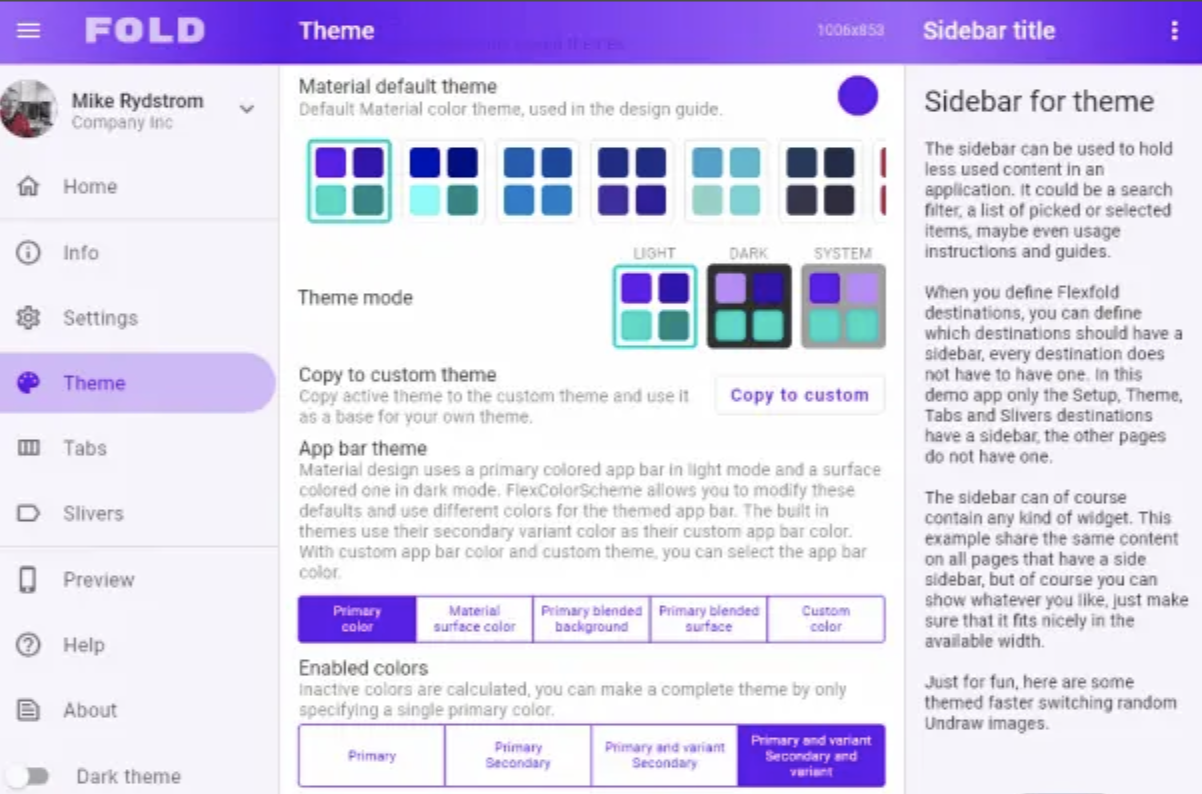 FOLD
Theme
1006x853
Sidebar title
Mike Rydstrom
Company Inc
Home
Info
Settings
Theme
Tabs
Slivers
Preview
Help
About
Dark theme
Material default theme
Default Material color theme, used in the design guide.
LIGHT
DARK
SYSTEM
Theme mode
Copy to custom theme
Copy active theme to the custom theme and use it
as a base for your own theme.
Copy to custom
App bar theme
Material design uses a primary colored app bar in light mode and a surface
colored one in dark mode. FlexColorScheme allows you to modify these
defaults and use different colors for the themed app bar. The built in
themes use their secondary variant color as their custom app bar color.
With custom app bar color and custom theme, you can select the app bar
color.
Primary
color
Material
surface color
Primary blended
background
Primary blended
surface
Custom
color
Enabled colors
Inactive colors are calculated, you can make a complete theme by only
specifying a single primary color.
Primary
Primary
Secondary
Primary and variant
Secondary
Primary and variant
Secondary and
variant
Sidebar for theme
The sidebar can be used to hold
less used content in an
application. It could be a search
filter, a list of picked or selected
items, maybe even usage
instructions and guides.
When you define Flexfold
destinations, you can define
which destinations should have a
sidebar, every destination does
not have to have one. In this
demo app only the Setup, Theme,
Tabs and Slivers destinations
have a sidebar, the other pages
do not have one.
The sidebar can of course
contain any kind of widget. This
example share the same content
on all pages that have a side
sidebar, but of course you can
show whatever you like, just make
sure that it fits nicely in the
available width.
Just for fun, here are some
themed faster switching random
Undraw images.